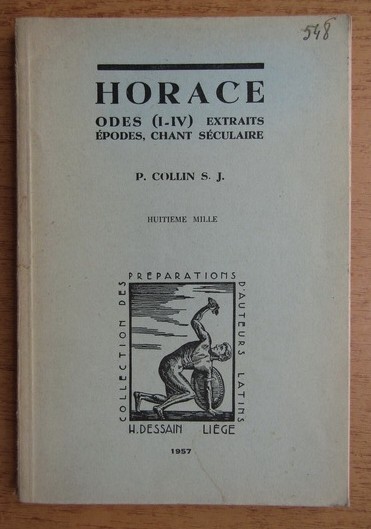 548
HORACE
ODES (I-IV) EXTRAITS
ÉPODES, CHANT SÉCULAIRE
P. COLLIN S. J.
HUITIÈME MILLE
COLLECTION DES
PRÉPARATIONS
D'AUTEURS LATINS
H. DESSAIN LIÈGE
1957